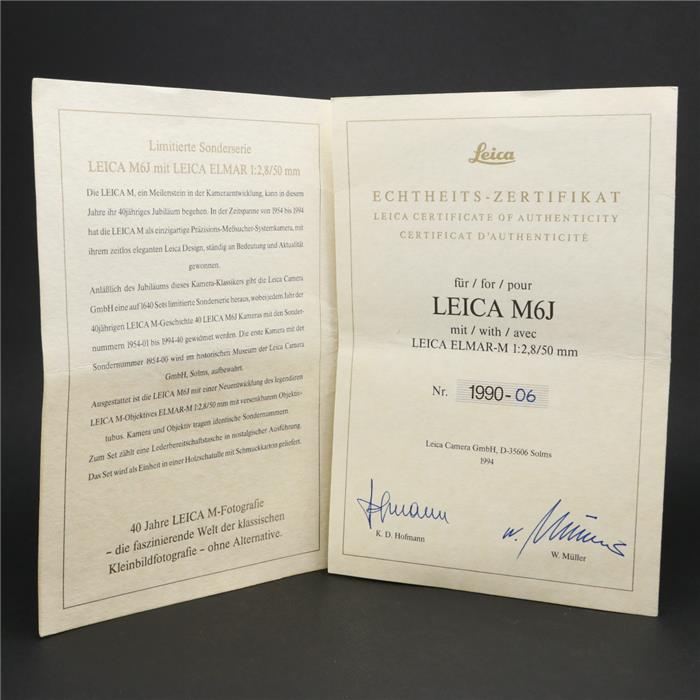 Limitierte Sonderserie
LEICA M6J mit LEICA ELMAR 1:2,8/50 mm
Die LEICA M, ein Meilenstein in der Kameraentwicklung, kann in diesem
Jahre ihr 40jähriges Jubiläum begehen. In der Zeitspanne von 1954 bis 1994
hat die LEICA M als einzigartige Präzisions-Meßsucher-Systemkamera, mit
ihrem zeitlos eleganten Leica Design, ständig an Bedeutung und Aktualität
gewonnen.
Anläßlich des Jubiläums dieses Kamera-Klassikers gibt die Leica Camera
GmbH eine auf 1640 Sets limitierte Sonderserie heraus, wobei jedem Jahr der
40jährigen LEICA M-Geschichte 40 LEICA M6J Kameras mit den Sonder-
nummern 1954-01 bis 1994-40 gewidmet werden. Die erste Kamera mit der
Sondernummer 1954-00 wird im historischen Museum der Leica Camera
GmbH, Solms, aufbewahrt.
Ausgestattet ist die LEICA M6J mit einer Neuentwicklung des legendären
LEICA M-Objektives ELMAR-M 1:2,8/50 mm mit versenkbarem Objektiv-
tubus. Kamera und Objektiv tragen identische Sondernummern.
Zum Set zählt eine Lederbereitschaftstasche in nostalgischer Ausführung.
Das Set wird als Einheit in einer Holzschatulle mit Schmuckkarton geliefert.
40 Jahre LEICA M-Fotografie
– die faszinierende Welt der klassischen
Kleinbildfotografie – ohne Alternative.
Leica
ECHTHEITS-ZERTIFIKAT
LEICA CERTIFICATE OF AUTHENTICITY
CERTIFICAT D'AUTHENTICITÉ
für / for / pour
LEICA M6J
mit / with / avec
LEICA ELMAR-M 1:2,8/50 mm
Nr. 1990-06
Leica Camera GmbH, D-35606 Solms
1994
Hofmann
K. D. Hofmann
W. Müller
W. Müller